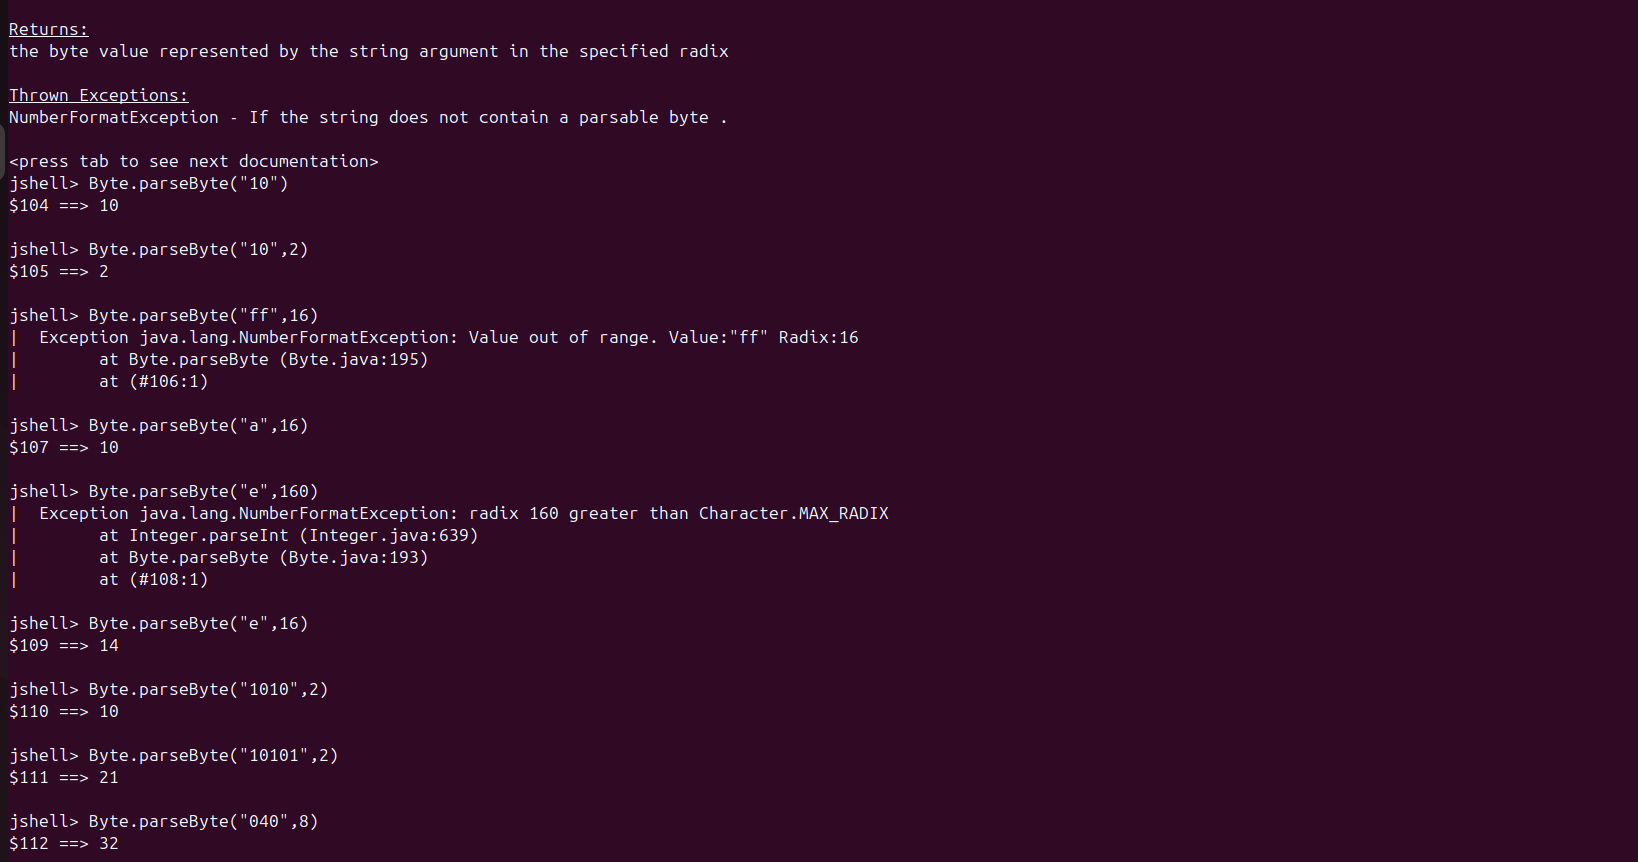 Returns:
the byte value represented by the string argument in the specified radix
Thrown Exceptions:
NumberFormatException - If the string does not contain a parsable byte .
<press tab to see next documentation>
jshell> Byte.parseByte("10")
$104 ==> 10
jshell> Byte.parseByte("10",2)
$105 ==> 2
jshell> Byte.parseByte("ff",16)
|  Exception java.lang.NumberFormatException: Value out of range. Value:"ff" Radix:16
|        at Byte.parseByte (Byte.java:195)
|        at (#106:1)
jshell> Byte.parseByte("a",16)
$107 ==> 10
jshell> Byte.parseByte("e",160)
|  Exception java.lang.NumberFormatException: radix 160 greater than Character.MAX_RADIX
|        at Integer.parseInt (Integer.java:639)
|        at Byte.parseByte (Byte.java:193)
|        at (#108:1)
jshell> Byte.parseByte("e",16)
$109 ==> 14
jshell> Byte.parseByte("1010",2)
$110 ==> 10
jshell> Byte.parseByte("10101",2)
$111 ==> 21
jshell> Byte.parseByte("040",8)
$112 ==> 32